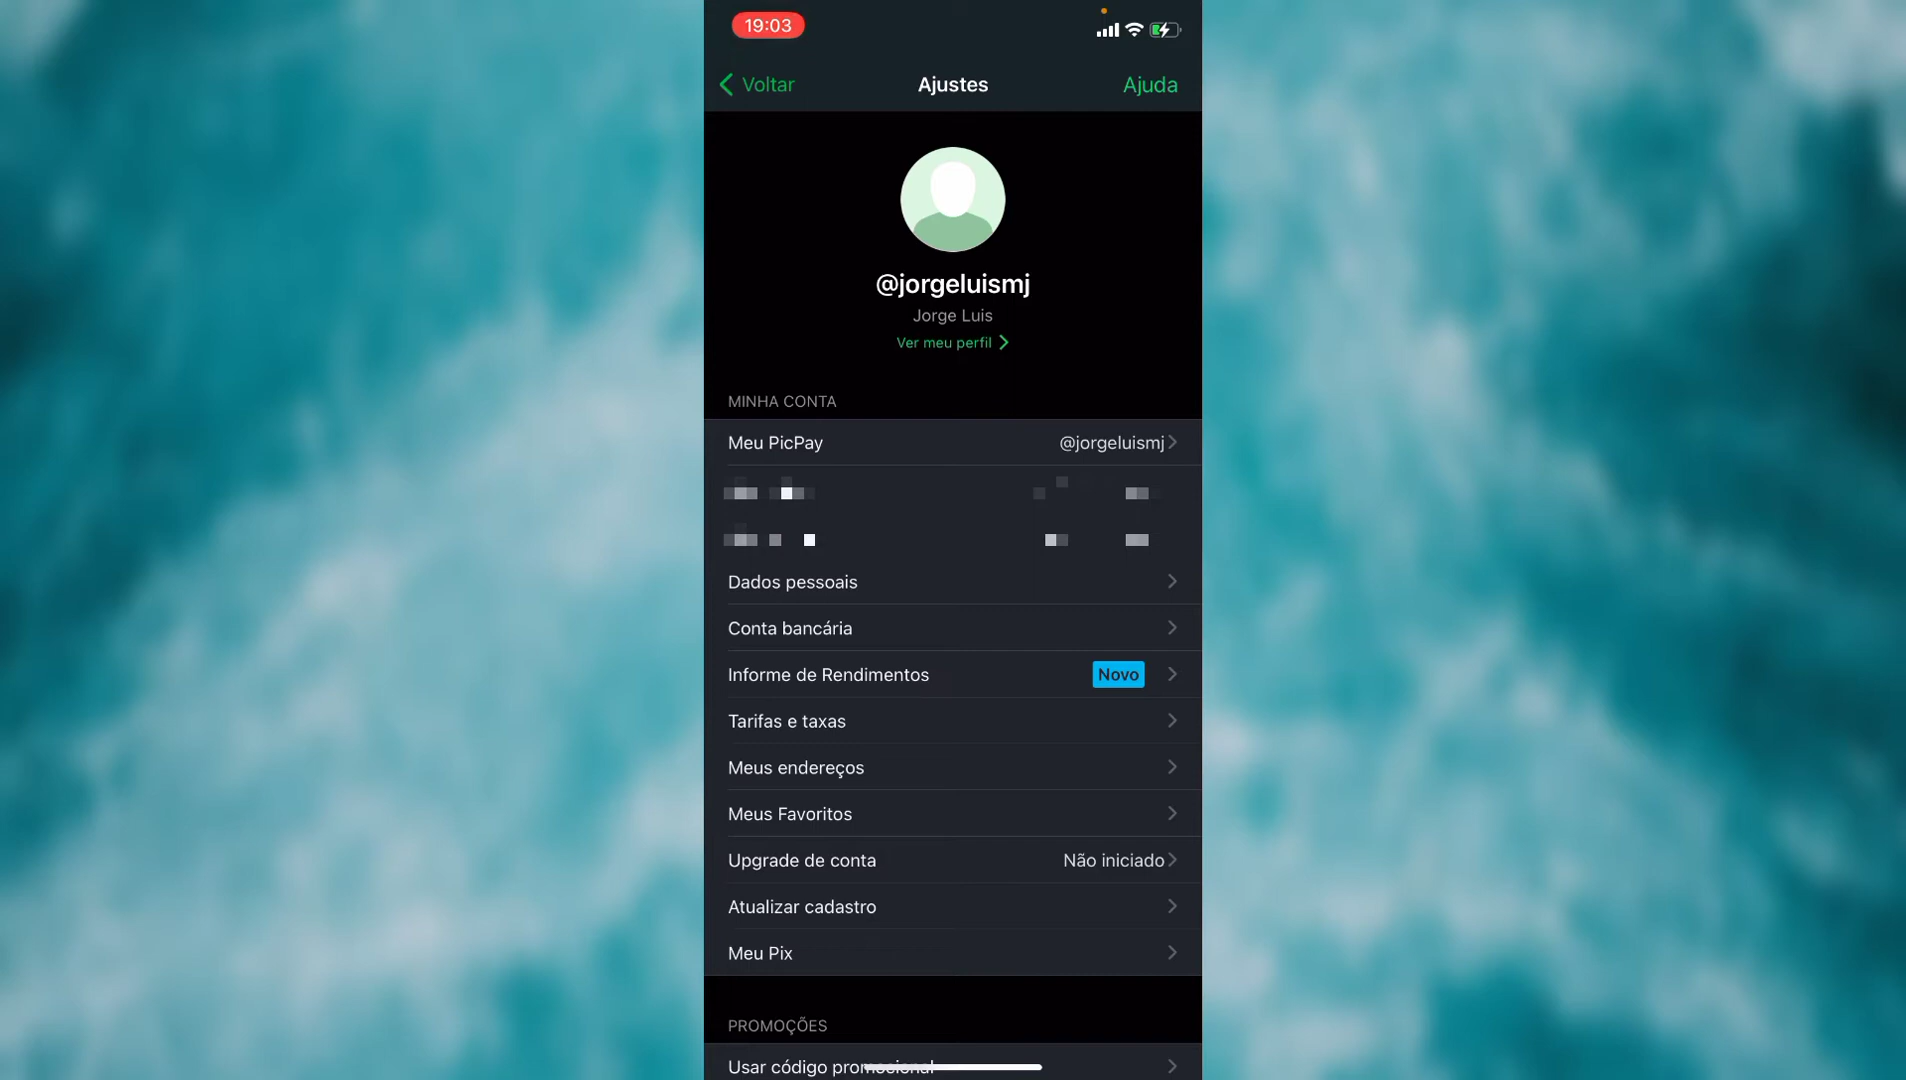 19:03
Voltar
Ajustes
Ajuda
@jorgeluismj
Jorge Luis
Ver meu perfil
MINHA CONTA
Meu PicPay @jorgeluismj
Dados pessoais
Conta bancária
Informe de Rendimentos Novo
Tarifas e taxas
Meus endereços
Meus Favoritos
Upgrade de conta Não iniciado
Atualizar cadastro
Meu Pix
PROMOÇÕES
Usar código promocional